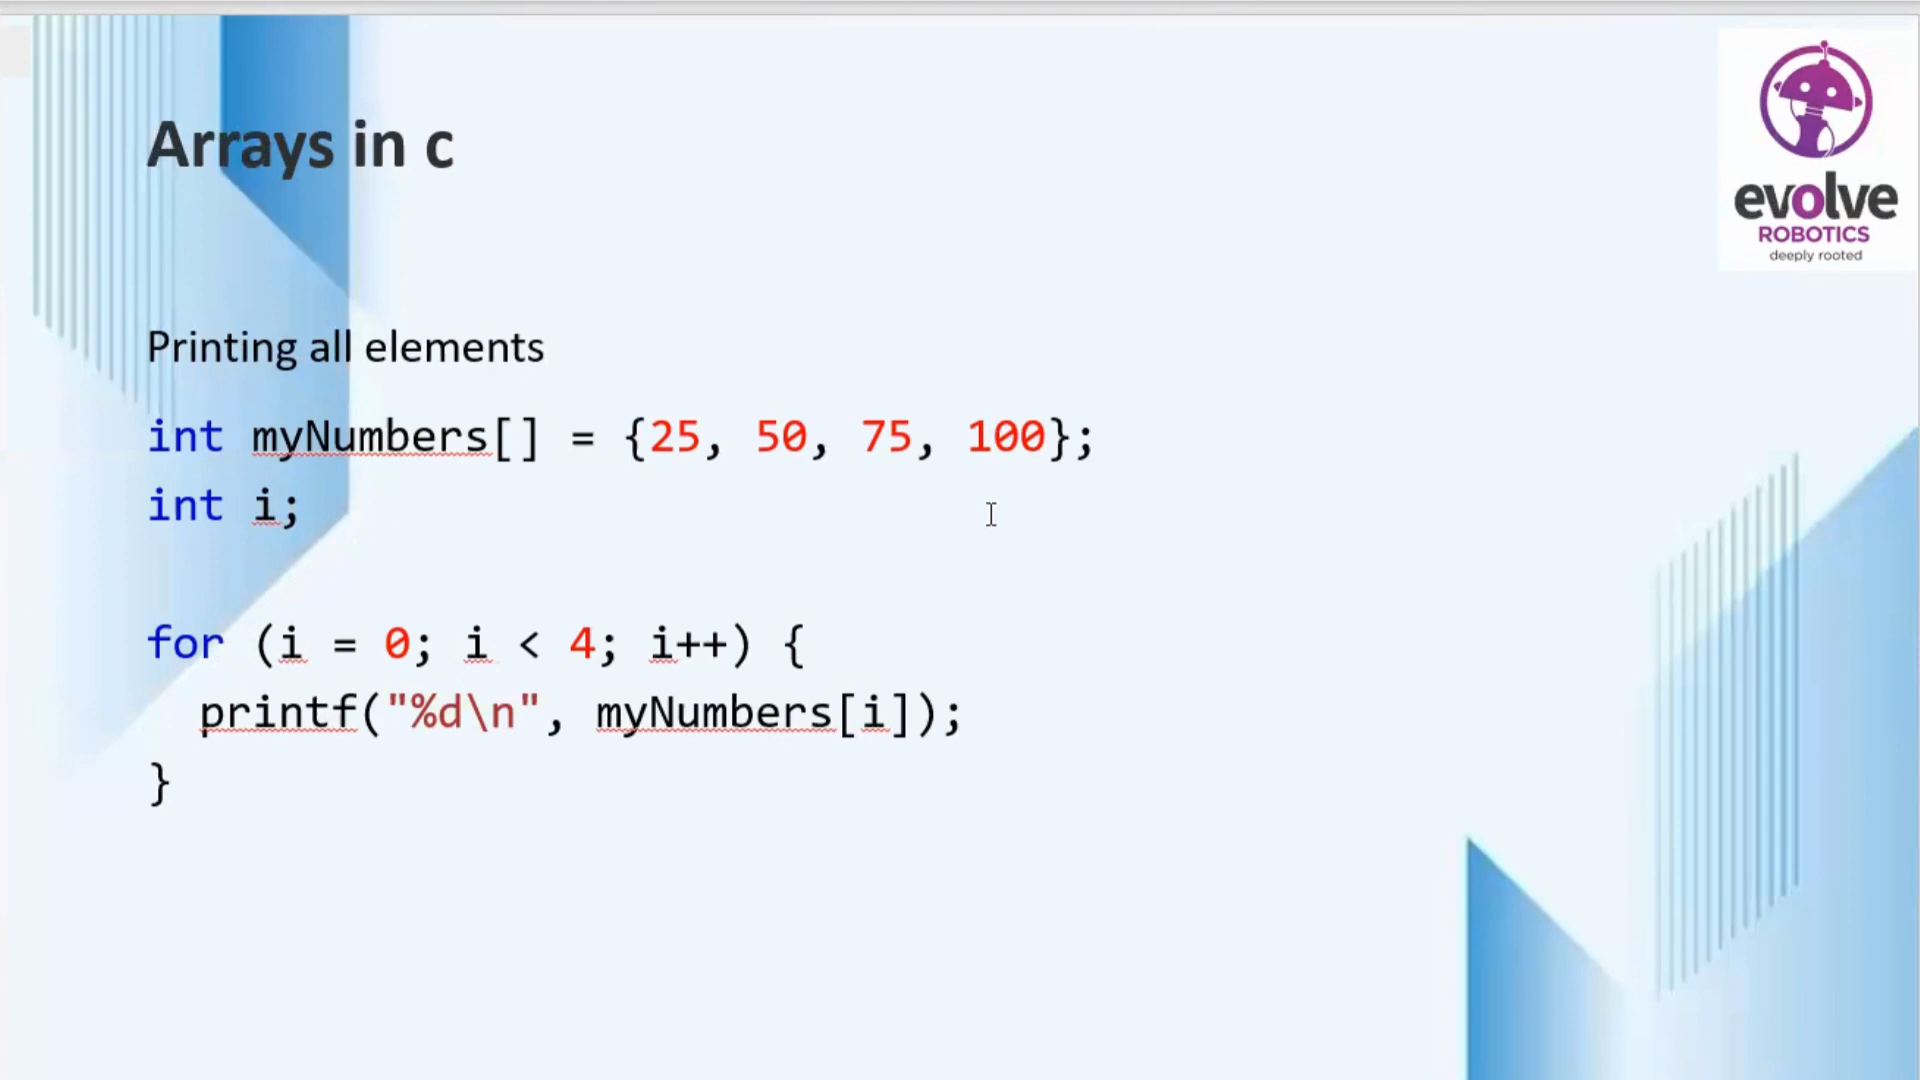 Arrays in c
evolve
ROBOTICS
deeply rooted
Printing all elements
int myNumbers[] = {25, 50, 75, 100};
int i;
for (i = 0; i < 4; i++) {
  printf("%d\n", myNumbers[i]);
}